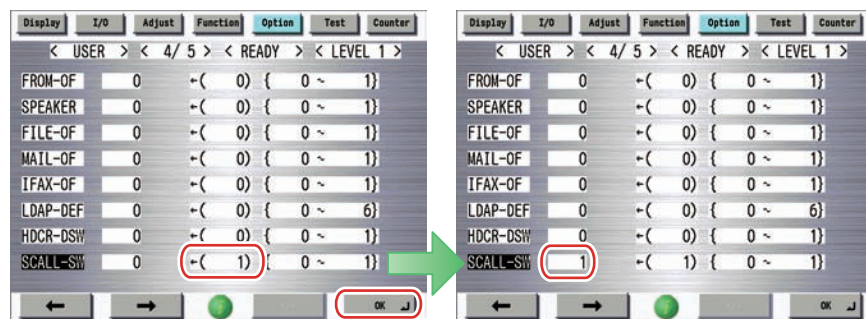 Display I/O Adjust Function Option Test Counter
< USER > < 4/ 5 > < READY > < LEVEL 1 >
FROM-OF 0 ←( 0) { 0 ~ 1}
SPEAKER 0 ←( 0) { 0 ~ 1}
FILE-OF 0 ←( 0) { 0 ~ 1}
MAIL-OF 0 ←( 0) { 0 ~ 1}
IFAX-OF 0 ←( 0) { 0 ~ 1}
LDAP-DEF 0 ←( 0) { 0 ~ 6}
HDCR-DSW 0 ←( 0) { 0 ~ 1}
SCALL-SW 0 ←( 1) { 0 ~ 1}
← → OK
Display I/O Adjust Function Option Test Counter
< USER > < 4/ 5 > < READY > < LEVEL 1 >
FROM-OF 0 ←( 0) { 0 ~ 1}
SPEAKER 0 ←( 0) { 0 ~ 1}
FILE-OF 0 ←( 0) { 0 ~ 1}
MAIL-OF 0 ←( 0) { 0 ~ 1}
IFAX-OF 0 ←( 0) { 0 ~ 1}
LDAP-DEF 0 ←( 0) { 0 ~ 6}
HDCR-DSW 0 ←( 0) { 0 ~ 1}
SCALL-SW 1 ←( 1) { 0 ~ 1}
← → OK